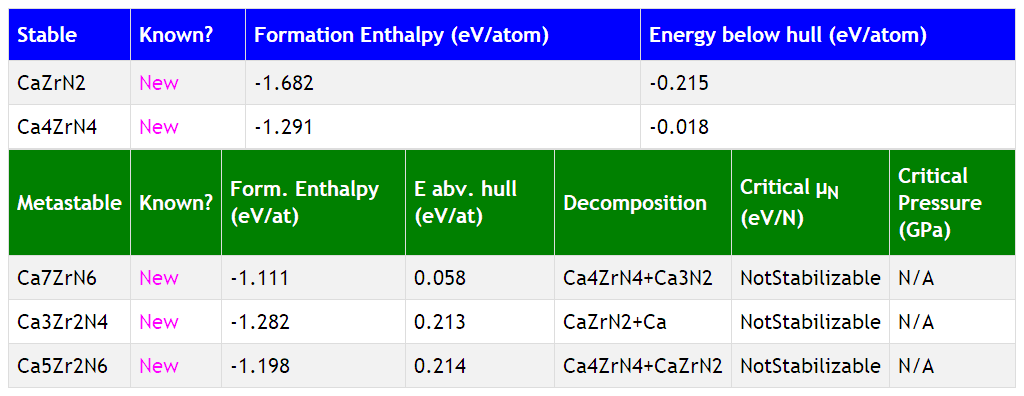 Stable Known? Formation Enthalpy (eV/atom) Energy below hull (eV/atom)
CaZrN2 New -1.682 -0.215
Ca4ZrN4 New -1.291 -0.018
Metastable Known? Form. Enthalpy (eV/at) E abv. hull (eV/at) Decomposition Critical μN (eV/N) Critical Pressure (GPa)
Ca7ZrN6 New -1.111 0.058 Ca4ZrN4+Ca3N2 NotStabilizable N/A
Ca3Zr2N4 New -1.282 0.213 CaZrN2+Ca NotStabilizable N/A
Ca5Zr2N6 New -1.198 0.214 Ca4ZrN4+CaZrN2 NotStabilizable N/A